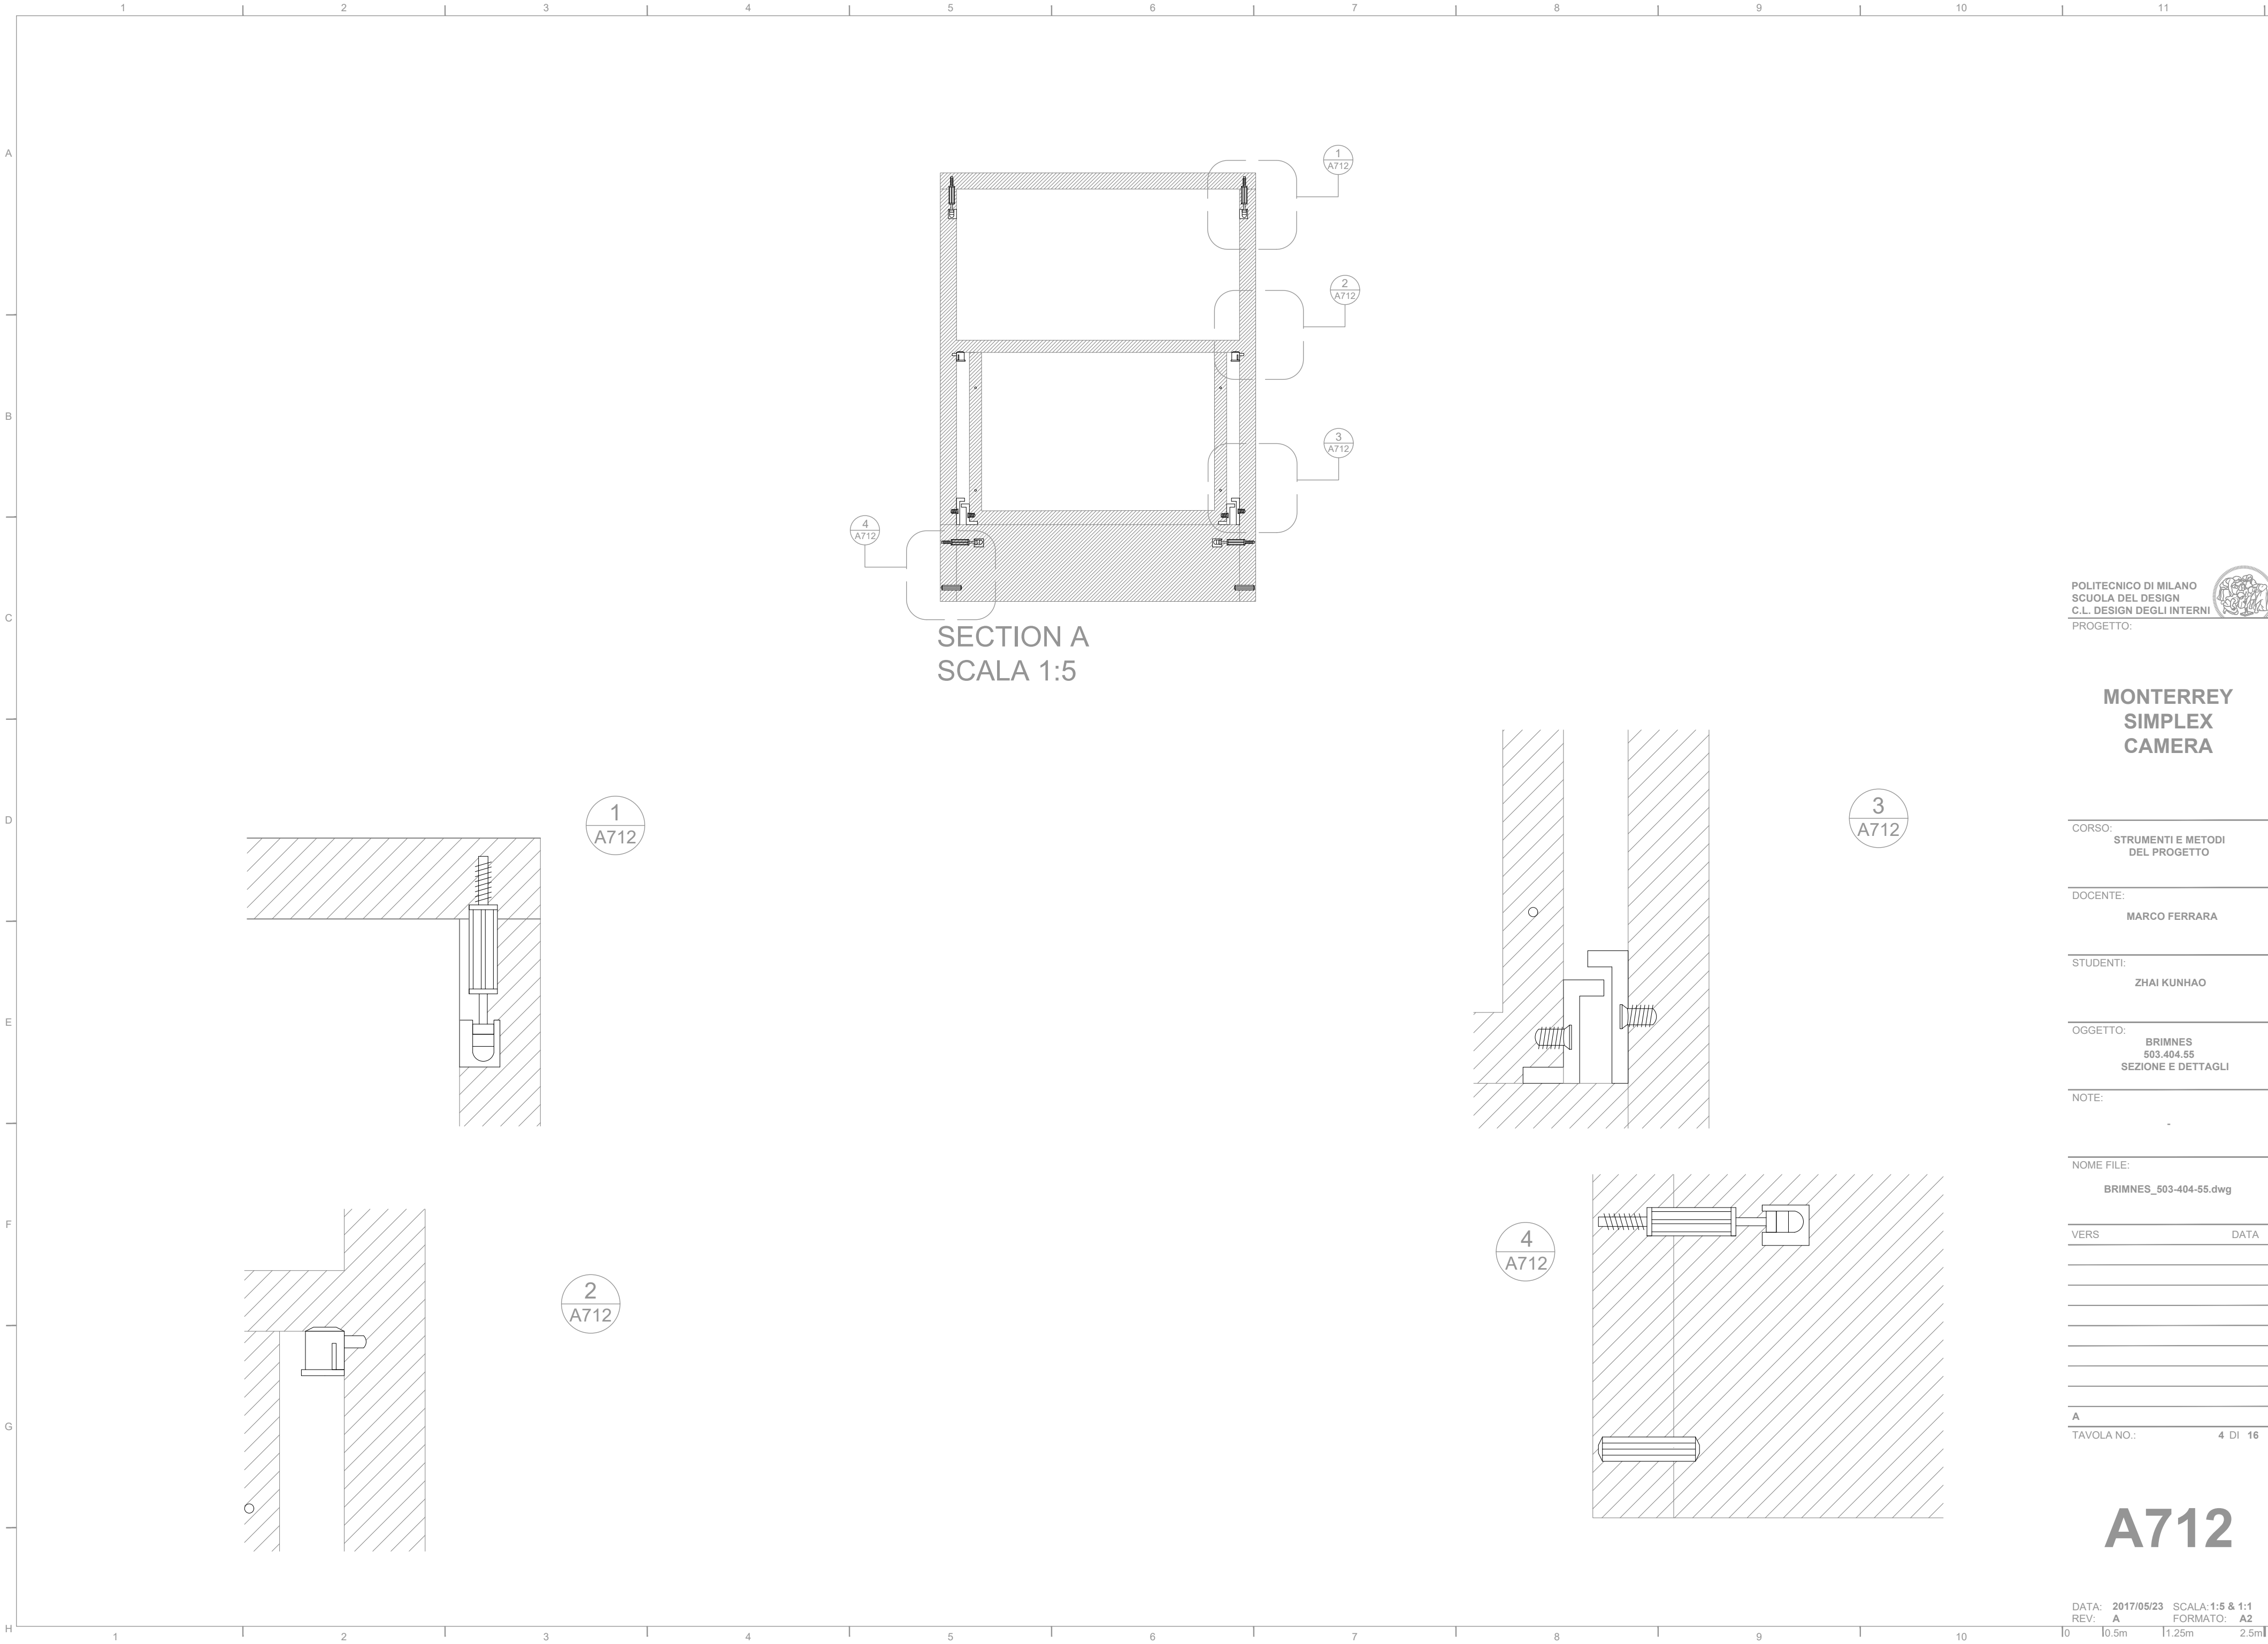 1 2 3 4 5 6 7 8 9 10 11
A
B
C
D
E
F
G
H
1
A712
2
A712
3
A712
4
A712
SECTION A
SCALA 1:5
1
A712
3
A712
2
A712
4
A712
POLITECNICO DI MILANO
SCUOLA DEL DESIGN
C.L. DESIGN DEGLI INTERNI
PROGETTO:
MONTERREY
SIMPLEX
CAMERA
CORSO:
STRUMENTI E METODI
DEL PROGETTO
DOCENTE:
MARCO FERRARA
STUDENTI:
ZHAI KUNHAO
OGGETTO:
BRIMNES
503.404.55
SEZIONE E DETTAGLI
NOTE:
-
NOME FILE:
BRIMNES_503-404-55.dwg
VERS DATA
A
TAVOLA NO.: 4 DI 16
A712
DATA: 2017/05/23 SCALA: 1:5 & 1:1
REV: A FORMATO: A2
0 0.5m 1.25m 2.5m
1 2 3 4 5 6 7 8 9 10